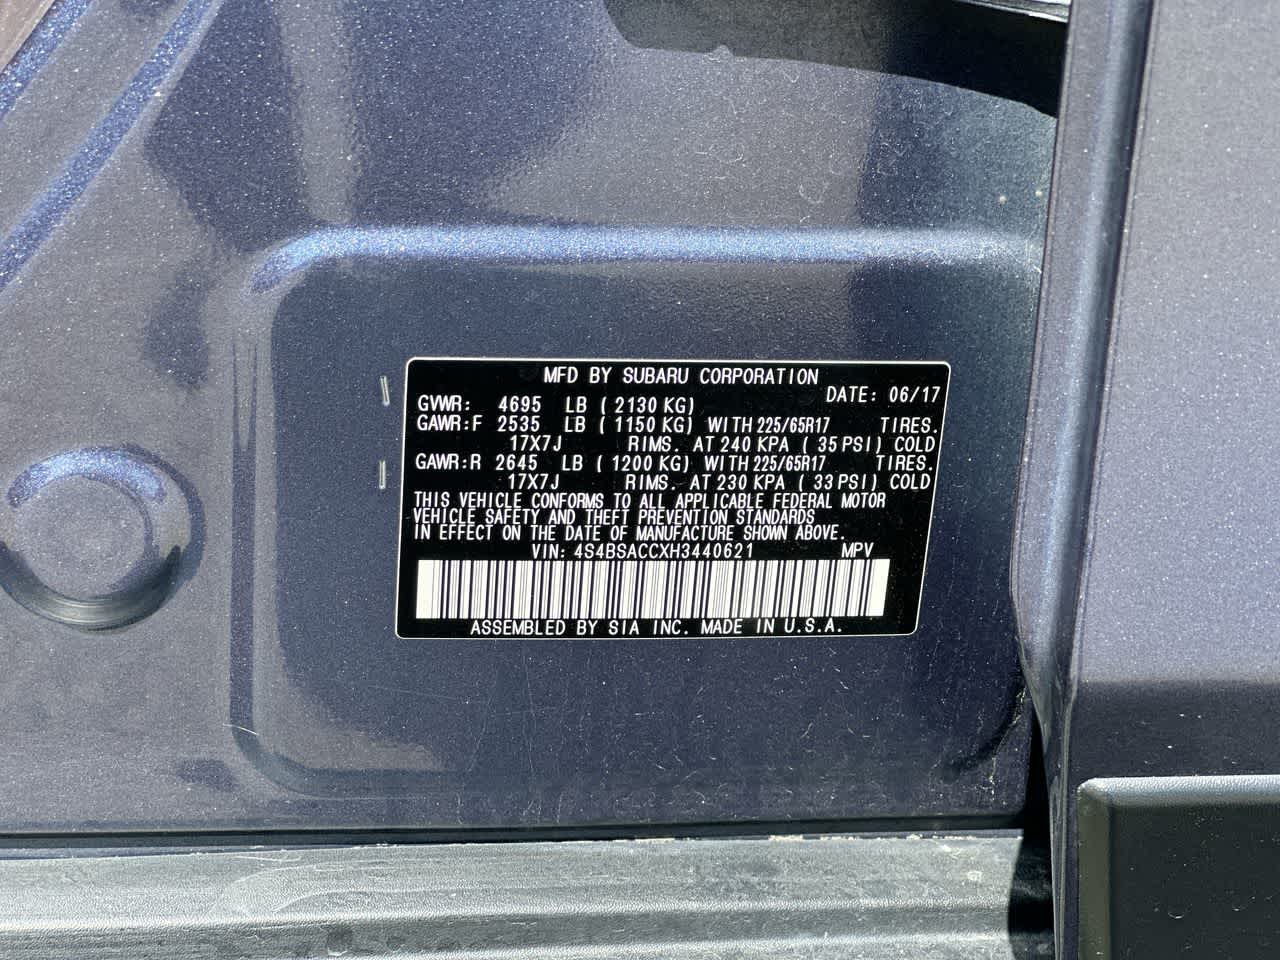 MFD BY SUBARU CORPORATION
DATE: 06/17
GVWR: 4695 LB ( 2130 KG)
GAWR:F 2535 LB ( 1150 KG) WITH 225/65R17 TIRES.
17X7J RIMS. AT 240 KPA ( 35 PSI) COLD
GAWR:R 2645 LB ( 1200 KG) WITH 225/65R17 TIRES.
17X7J RIMS. AT 230 KPA ( 33 PSI) COLD
THIS VEHICLE CONFORMS TO ALL APPLICABLE FEDERAL MOTOR
VEHICLE SAFETY AND THEFT PREVENTION STANDARDS
IN EFFECT ON THE DATE OF MANUFACTURE SHOWN ABOVE.
VIN: 4S4BSACCXH3440621 MPV
ASSEMBLED BY SIA INC. MADE IN U.S.A.